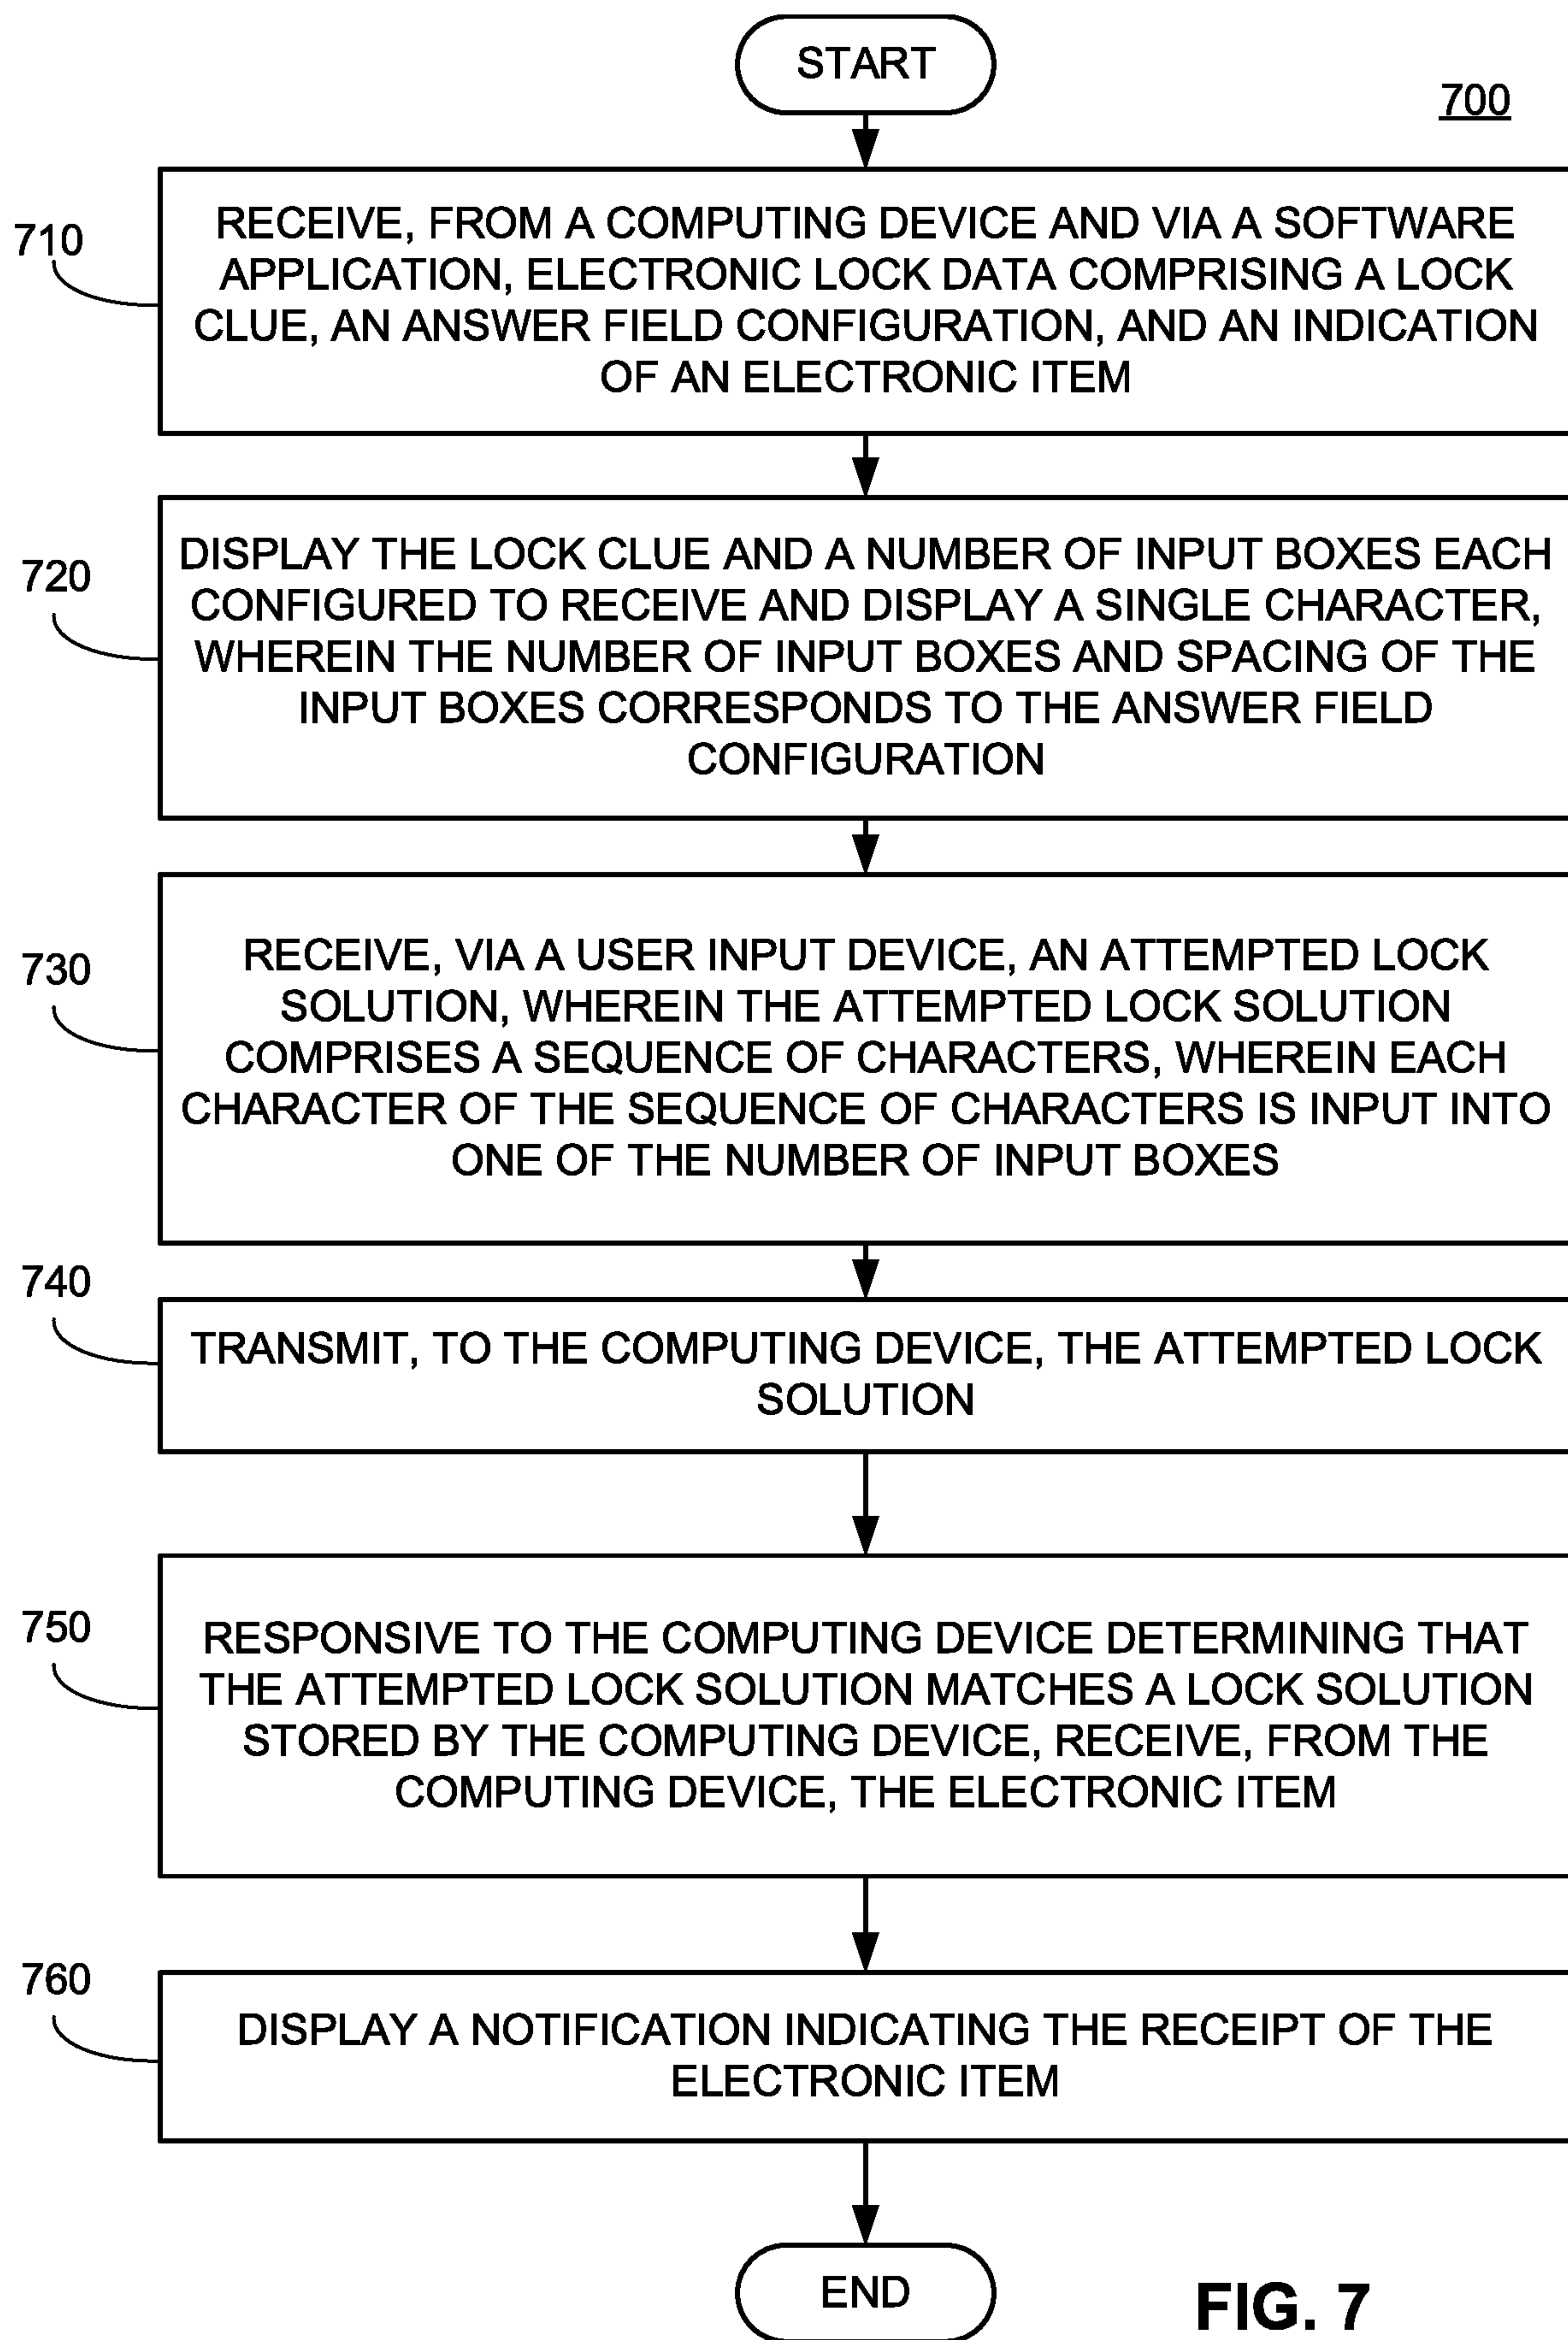 START
700
710
RECEIVE, FROM A COMPUTING DEVICE AND VIA A SOFTWARE
APPLICATION, ELECTRONIC LOCK DATA COMPRISING A LOCK
CLUE, AN ANSWER FIELD CONFIGURATION, AND AN INDICATION
OF AN ELECTRONIC ITEM
720
DISPLAY THE LOCK CLUE AND A NUMBER OF INPUT BOXES EACH
CONFIGURED TO RECEIVE AND DISPLAY A SINGLE CHARACTER,
WHEREIN THE NUMBER OF INPUT BOXES AND SPACING OF THE
INPUT BOXES CORRESPONDS TO THE ANSWER FIELD
CONFIGURATION
730
RECEIVE, VIA A USER INPUT DEVICE, AN ATTEMPTED LOCK
SOLUTION, WHEREIN THE ATTEMPTED LOCK SOLUTION
COMPRISES A SEQUENCE OF CHARACTERS, WHEREIN EACH
CHARACTER OF THE SEQUENCE OF CHARACTERS IS INPUT INTO
ONE OF THE NUMBER OF INPUT BOXES
740
TRANSMIT, TO THE COMPUTING DEVICE, THE ATTEMPTED LOCK
SOLUTION
750
RESPONSIVE TO THE COMPUTING DEVICE DETERMINING THAT
THE ATTEMPTED LOCK SOLUTION MATCHES A LOCK SOLUTION
STORED BY THE COMPUTING DEVICE, RECEIVE, FROM THE
COMPUTING DEVICE, THE ELECTRONIC ITEM
760
DISPLAY A NOTIFICATION INDICATING THE RECEIPT OF THE
ELECTRONIC ITEM
END
FIG. 7